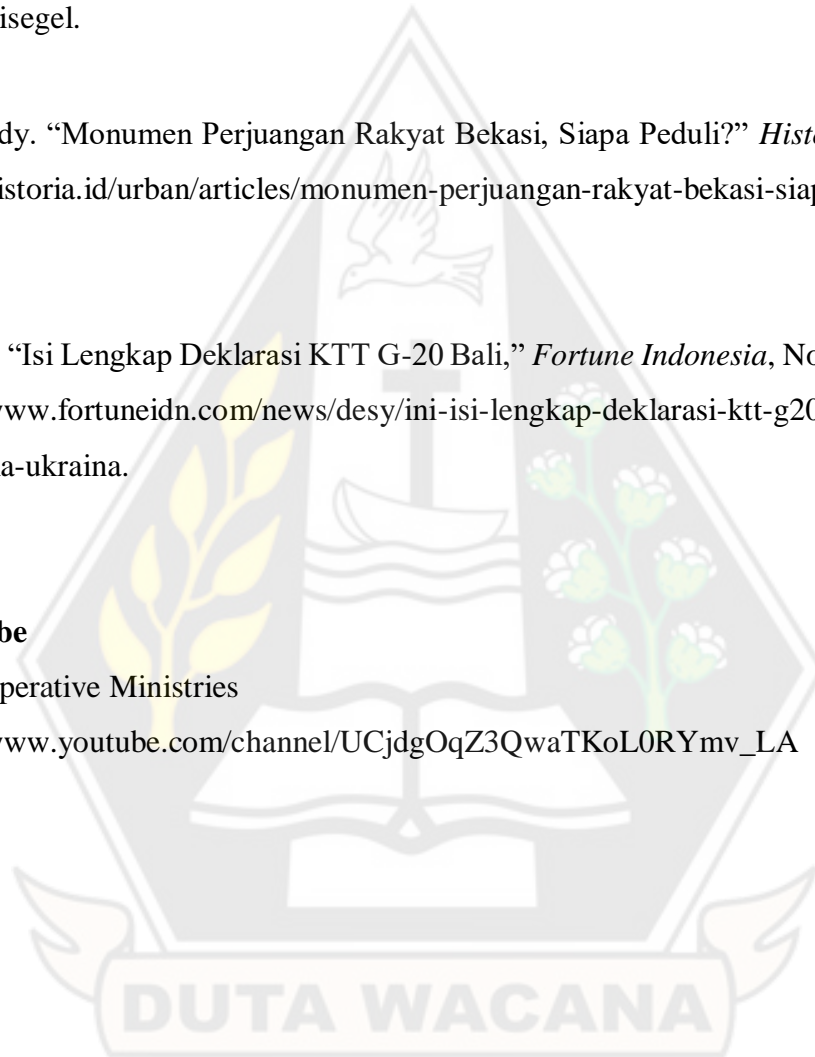 isegel.
dy. “Monumen Perjuangan Rakyat Bekasi, Siapa Peduli?” Histo
istoria.id/urban/articles/monumen-perjuangan-rakyat-bekasi-siap
“Isi Lengkap Deklarasi KTT G-20 Bali,” Fortune Indonesia, No
www.fortuneidn.com/news/desy/ini-isi-lengkap-deklarasi-ktt-g20
a-ukraina.
be
perative Ministries
www.youtube.com/channel/UCjdgOqZ3QwaTKoL0RYmv_LA
DUTA WACANA